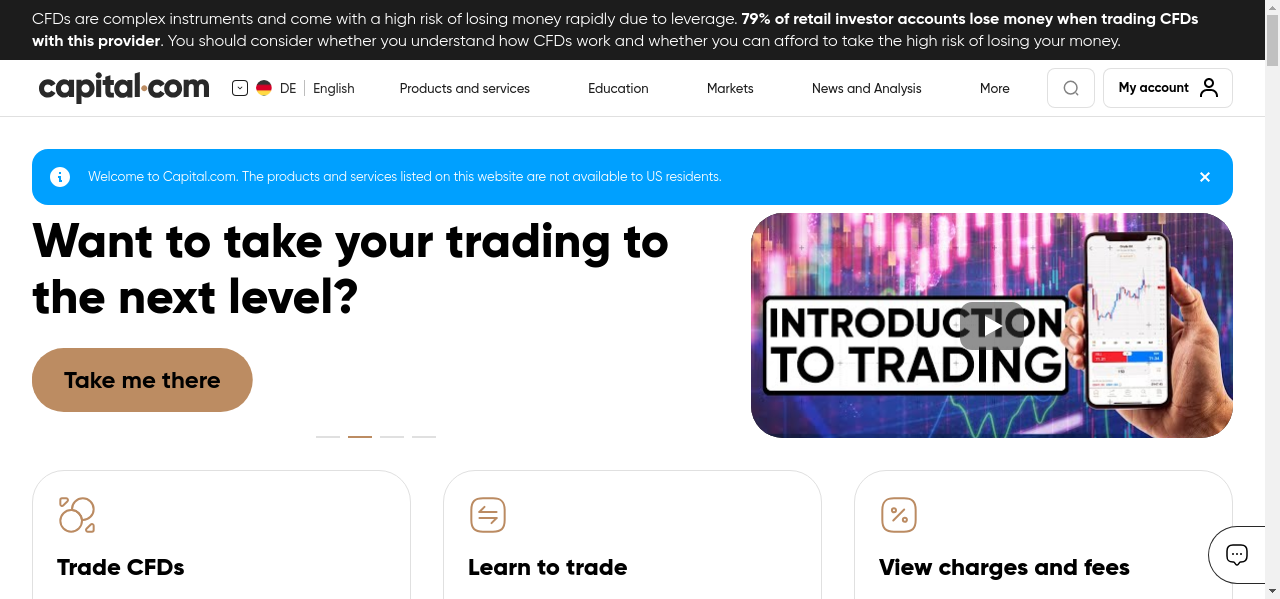 CFDs are complex instruments and come with a high risk of losing money rapidly due to leverage. 79% of retail investor accounts lose money when trading CFDs
with this provider. You should consider whether you understand how CFDs work and whether you can afford to take the high risk of losing your money.
capital.com
DE | English
Products and services
Education
Markets
News and Analysis
More
My account
Welcome to Capital.com. The products and services listed on this website are not available to US residents.
Want to take your trading to
the next level?
Take me there
INTRODUCTION
TO TRADING
Trade CFDs
Learn to trade
View charges and fees